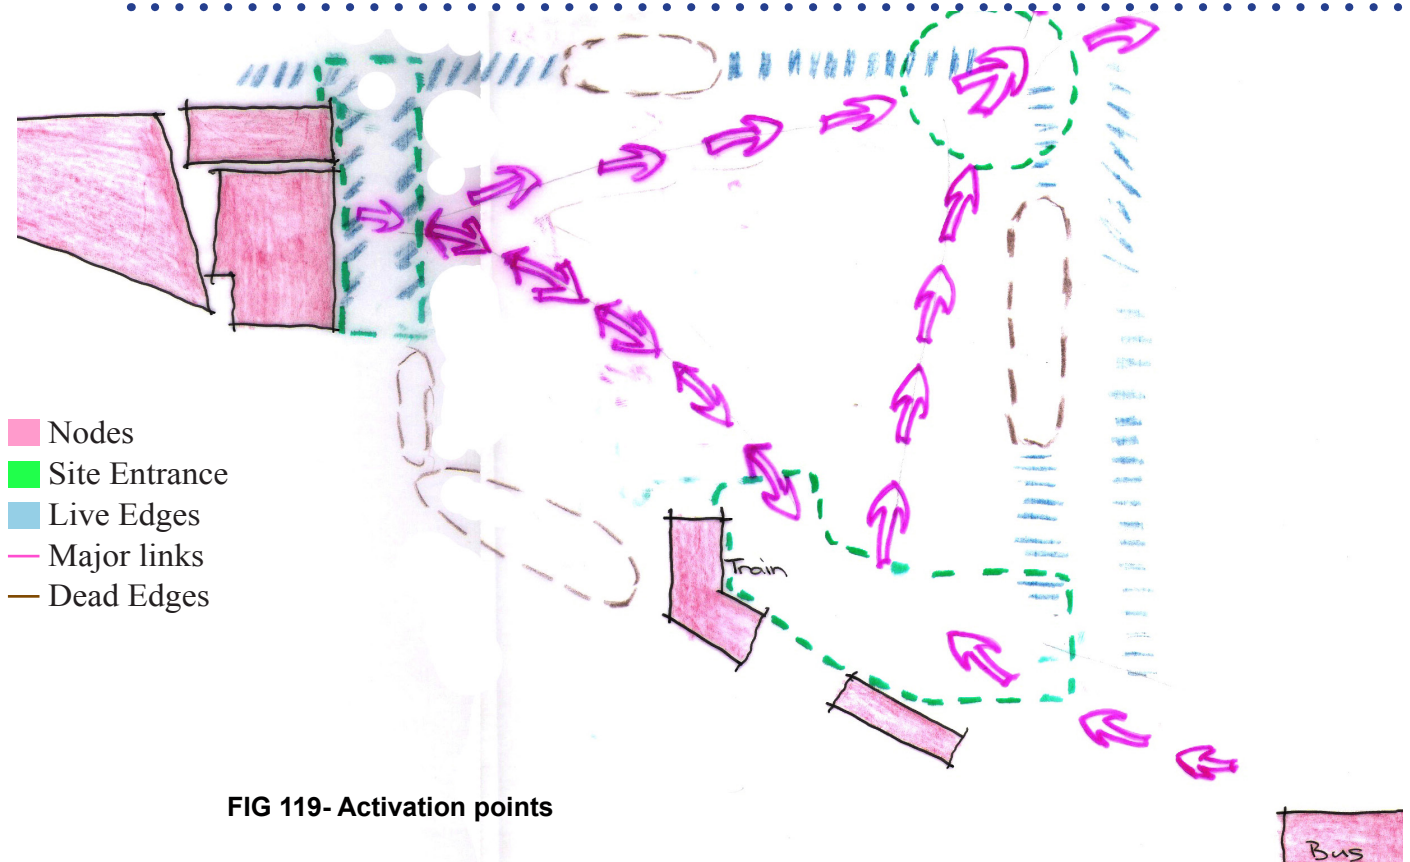 Nodes
Site Entrance
Live Edges
Major links
Dead Edges
Train
FIG 119- Activation points
Bus